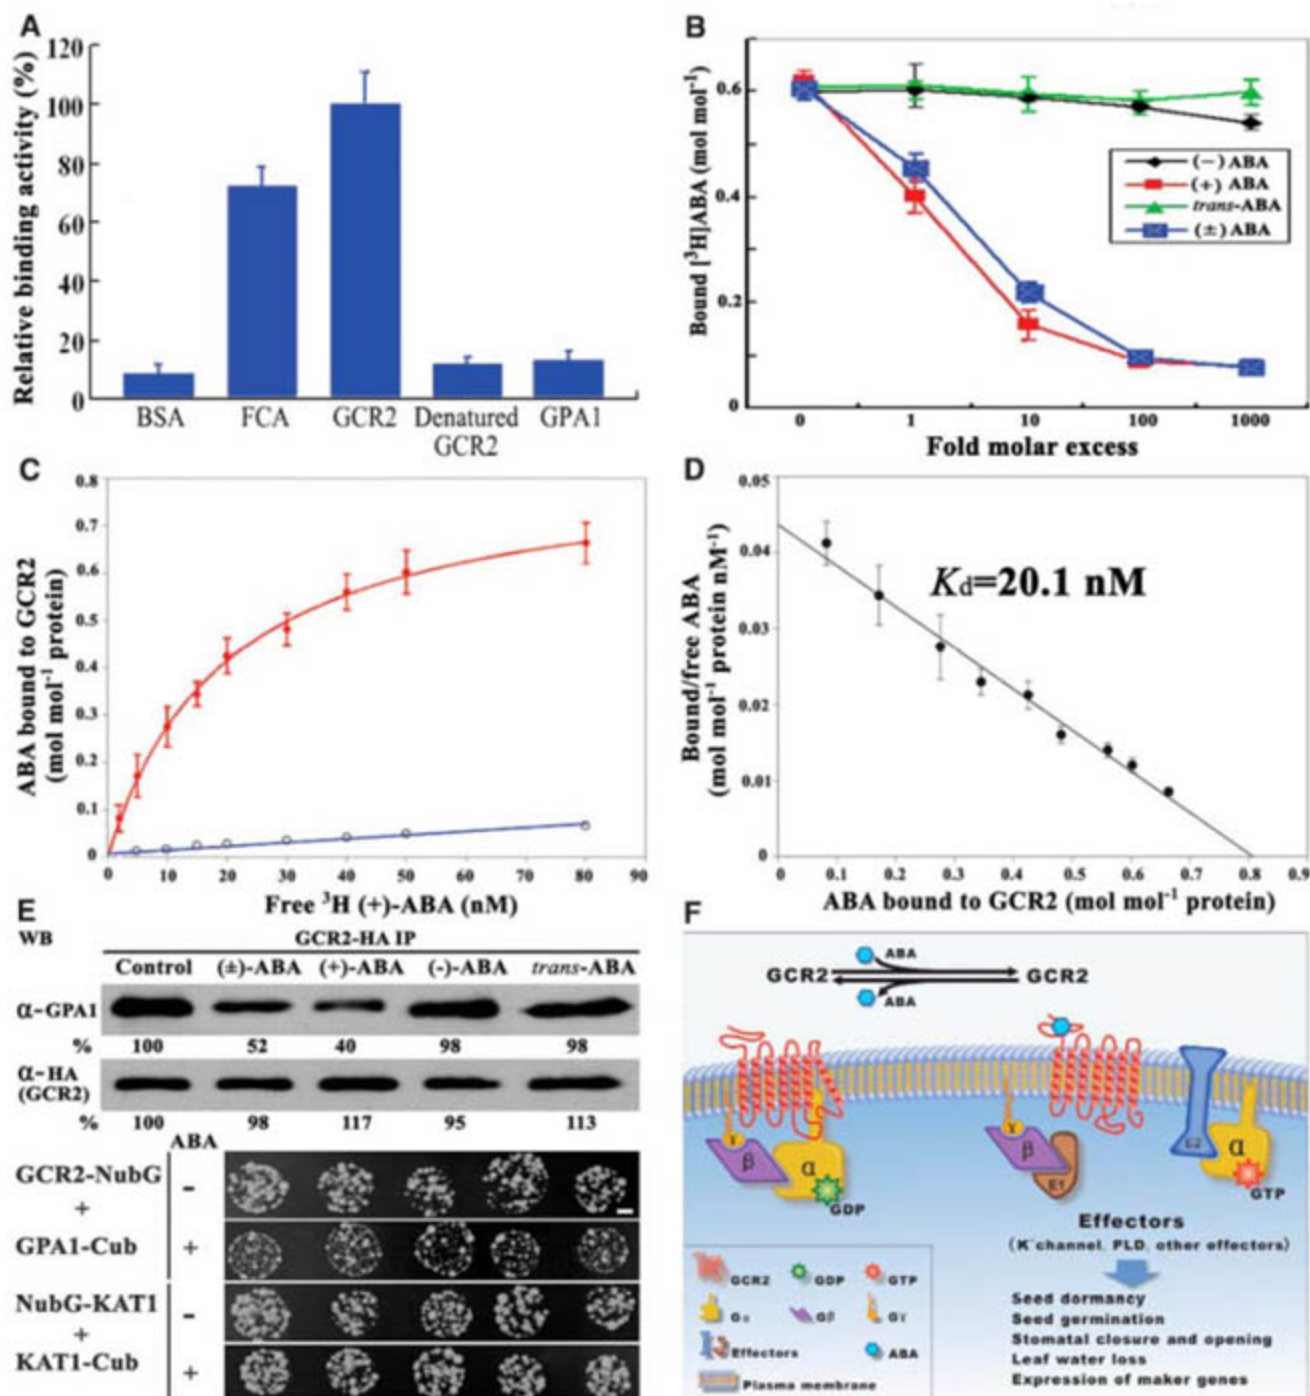 A
Relative binding activity (%)
120
100
80
60
40
20
0
BSA
FCA
GCR2
Denatured
GCR2
GPA1
B
Bound [³H]ABA (mol mol⁻¹)
0.6
0.4
0.2
0
(−) ABA
(+) ABA
trans-ABA
(±) ABA
0
1
10
100
1000
Fold molar excess
C
ABA bound to GCR2
(mol mol⁻¹ protein)
0.8
0.7
0.6
0.5
0.4
0.3
0.2
0.1
0
0
10
20
30
40
50
60
70
80
90
Free ³H (+)-ABA (nM)
D
Bound/free ABA
(mol mol⁻¹ protein nM⁻¹)
0.05
0.04
0.03
0.02
0.01
0
Kd=20.1 nM
0
0.1
0.2
0.3
0.4
0.5
0.6
0.7
0.8
0.9
ABA bound to GCR2 (mol mol⁻¹ protein)
E
WB
GCR2-HA IP
Control (±)-ABA (+)-ABA (-)-ABA trans-ABA
α-GPA1
% 100 52 40 98 98
α-HA
(GCR2)
% 100 98 117 95 113
ABA
GCR2-NubG
+
GPA1-Cub
-
+
NubG-KAT1
+
KAT1-Cub
-
+
F
ABA
GCR2 GCR2
ABA
γ
β
α
GDP
γ
β
E1
E2
α
GTP
Effectors
(K⁺channel, PLD, other effectors)
Seed dormancy
Seed germination
Stomatal closure and opening
Leaf water loss
Expression of maker genes
GCR2 GDP GTP
Gα Gβ Gγ
Effectors ABA
Plasma membrane